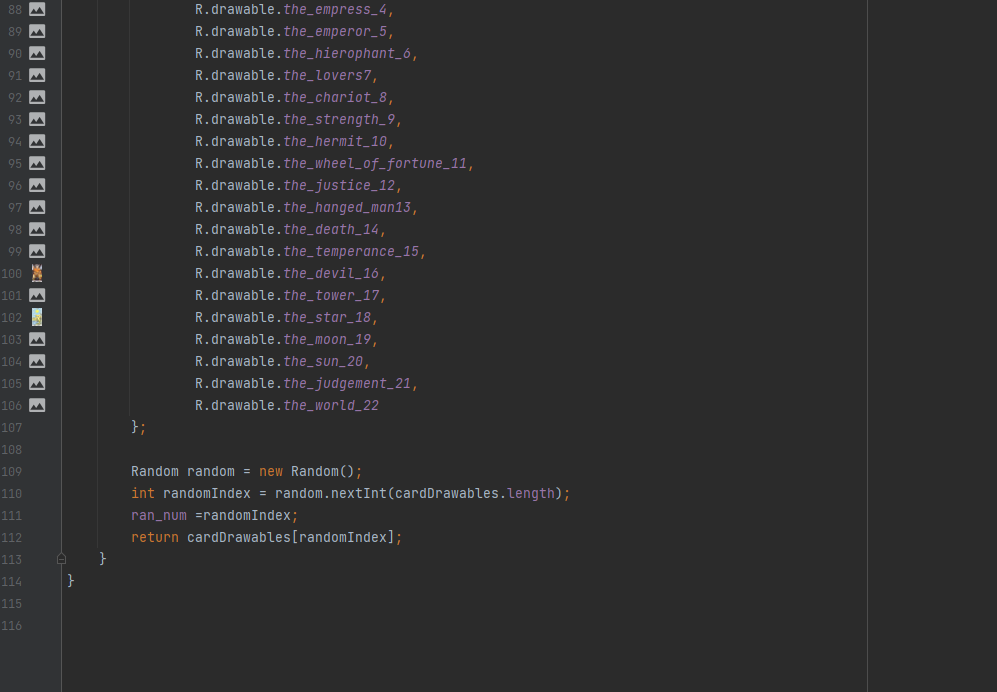 88 R.drawable.the_empress_4,
89 R.drawable.the_emperor_5,
90 R.drawable.the_hierophant_6,
91 R.drawable.the_lovers7,
92 R.drawable.the_chariot_8,
93 R.drawable.the_strength_9,
94 R.drawable.the_hermit_10,
95 R.drawable.the_wheel_of_fortune_11,
96 R.drawable.the_justice_12,
97 R.drawable.the_hanged_man13,
98 R.drawable.the_death_14,
99 R.drawable.the_temperance_15,
100 R.drawable.the_devil_16,
101 R.drawable.the_tower_17,
102 R.drawable.the_star_18,
103 R.drawable.the_moon_19,
104 R.drawable.the_sun_20,
105 R.drawable.the_judgement_21,
106 R.drawable.the_world_22
107 };
108
109 Random random = new Random();
110 int randomIndex = random.nextInt(cardDrawables.length);
111 ran_num =randomIndex;
112 return cardDrawables[randomIndex];
113 }
114 }
115
116